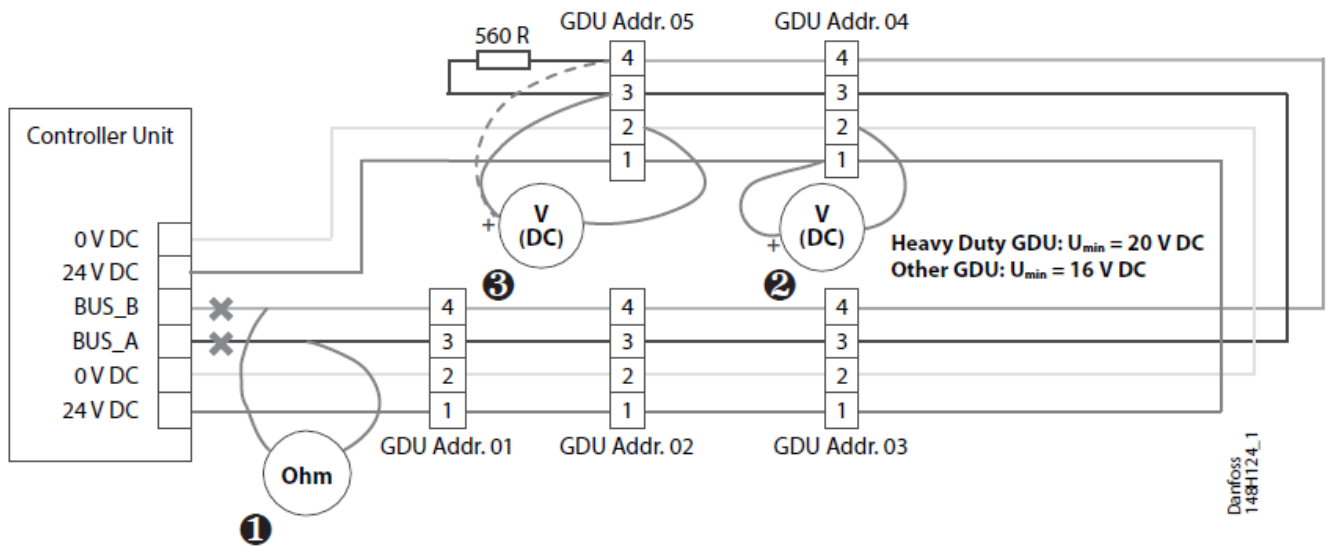 560 R
GDU Addr. 05
GDU Addr. 04
4
3
2
1
4
3
2
1
Controller Unit
0 V DC
24 V DC
BUS_B
BUS_A
0 V DC
24 V DC
V
(DC)
+
❸
V
(DC)
+
❷
Heavy Duty GDU: Umin = 20 V DC
Other GDU: Umin = 16 V DC
4
3
2
1
4
3
2
1
4
3
2
1
GDU Addr. 01
GDU Addr. 02
GDU Addr. 03
Ohm
❶
Danfoss
148H124_1